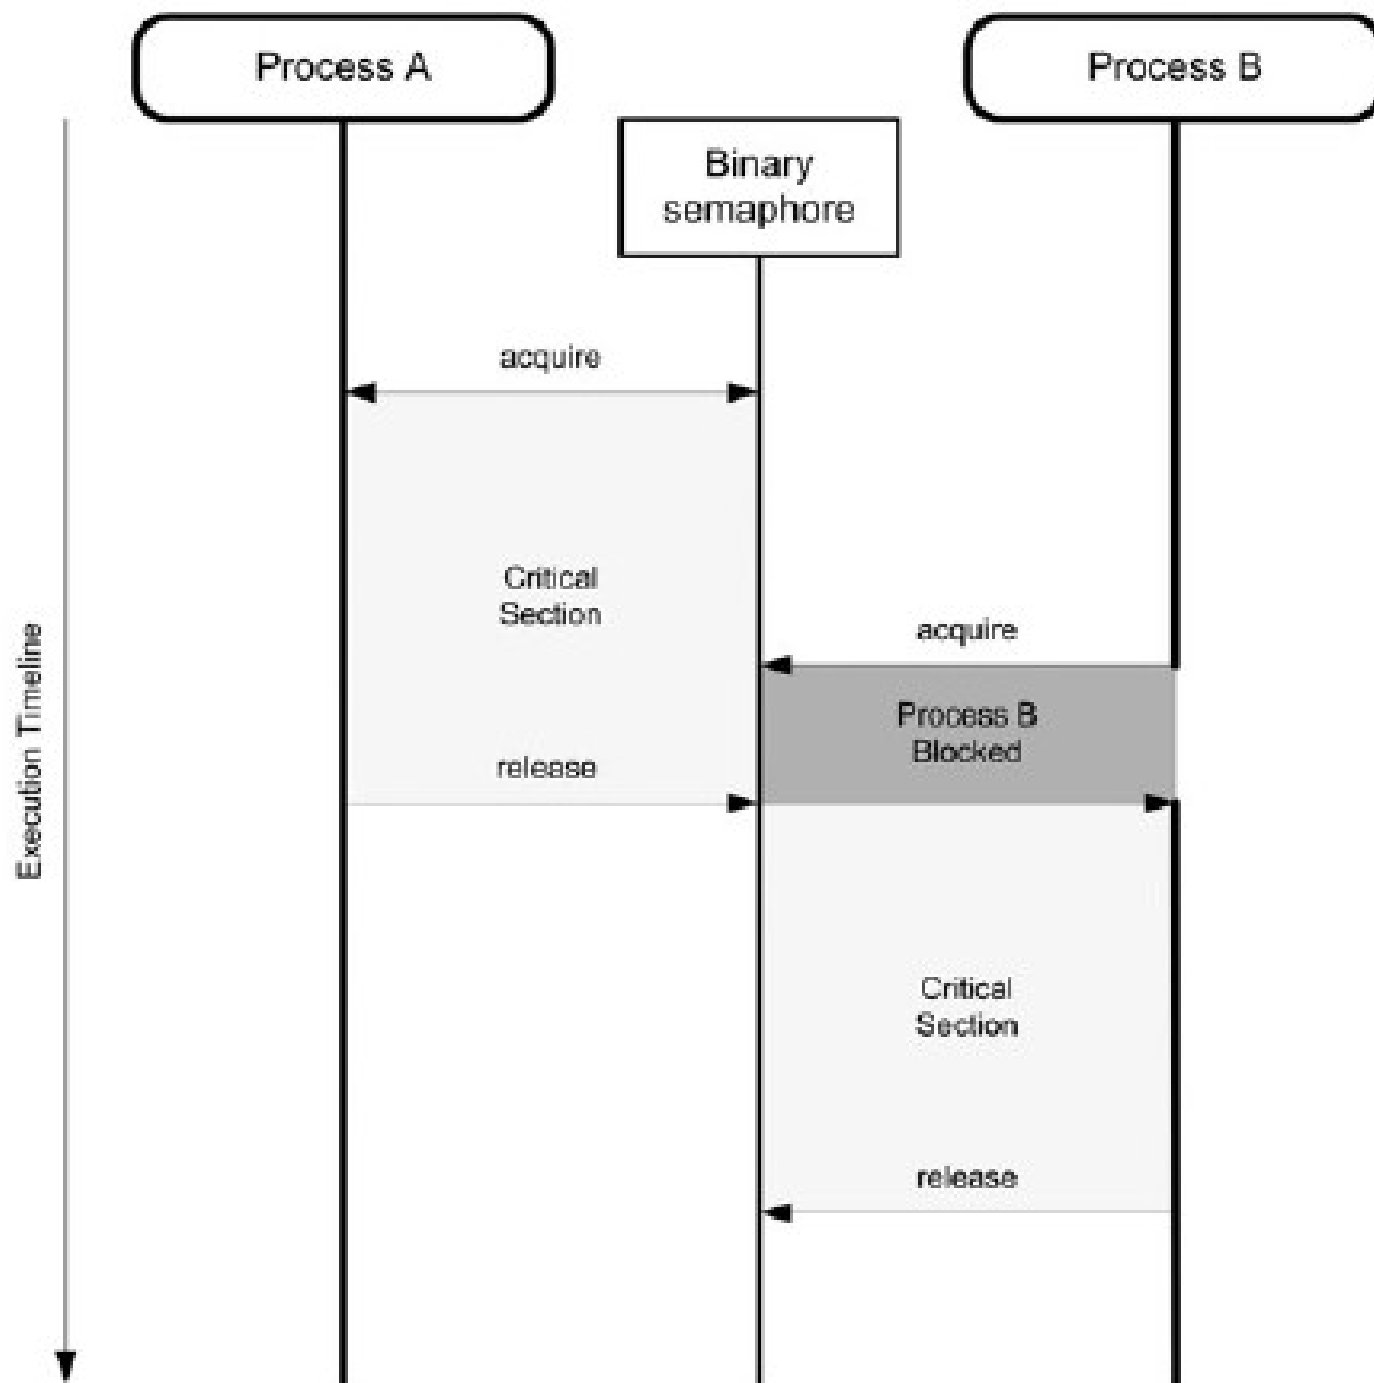 Process A
Process B
Binary
semaphore
acquire
Critical
Section
acquire
Process B
Blocked
release
Execution Timeline
Critical
Section
release